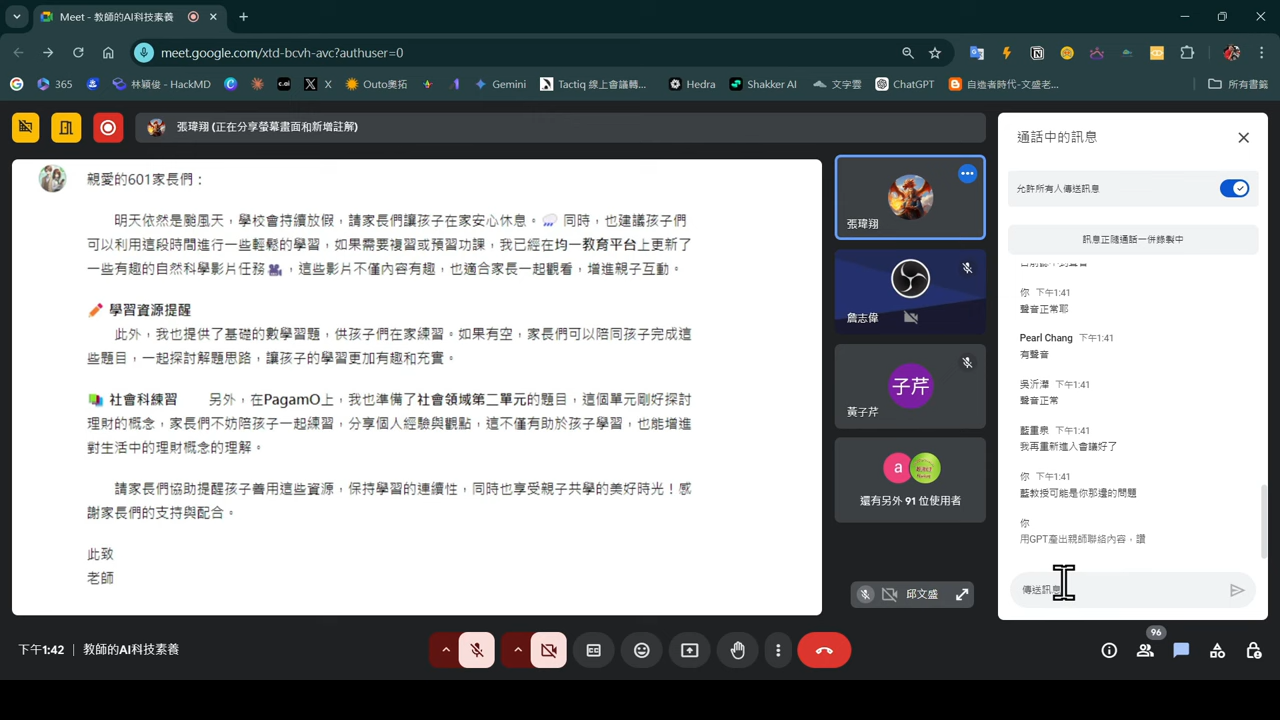 Meet - 教師的AI科技素養
meet.google.com/xtd-bcvh-avc?authuser=0
365
林穎俊 - HackMD
c.ai
X
Outo奧拓
Gemini
Tactiq 線上會議轉...
Hedra
Shakker AI
文字雲
ChatGPT
自造者時代-文盛老...
所有書籤
張瑋翔 (正在分享螢幕畫面和新增註解)
親愛的601家長們：
明天依然是颱風天，學校會持續放假，請家長們讓孩子在家安心休息。🌧️ 同時，也建議孩子們
可以利用這段時間進行一些輕鬆的學習，如果需要複習或預習功課，我已經在均一教育平台上更新了
一些有趣的自然科學影片任務🎥，這些影片不僅內容有趣，也適合家長一起觀看，增進親子互動。
✏️ 學習資源提醒
此外，我也提供了基礎的數學習題，供孩子們在家練習。如果有空，家長們可以陪同孩子完成這
些題目，一起探討解題思路，讓孩子的學習更加有趣和充實。
📚 社會科練習 另外，在PagamO上，我也準備了社會領域第二單元的題目，這個單元剛好探討
理財的概念，家長們不妨陪孩子一起練習，分享個人經驗與觀點，這不僅有助於孩子學習，也能增進
對生活中的理財概念的理解。
請家長們協助提醒孩子善用這些資源，保持學習的連續性，同時也享受親子共學的美好時光！感
謝家長們的支持與配合。
此致
老師
張瑋翔
詹志偉
子芹
黃子芹
a
還有另外 91 位使用者
邱文盛
通話中的訊息
允許所有人傳送訊息
訊息正隨通話一併錄製中
你 下午1:41
聲音正常耶
Pearl Chang 下午1:41
有聲音
吳沂澐 下午1:41
聲音正常
藍重泉 下午1:41
我再重新進入會議好了
你 下午1:41
藍教授可能是你那邊的問題
你
用GPT產出親師聯絡內容，讚
傳送訊息
下午1:42
教師的AI科技素養
96